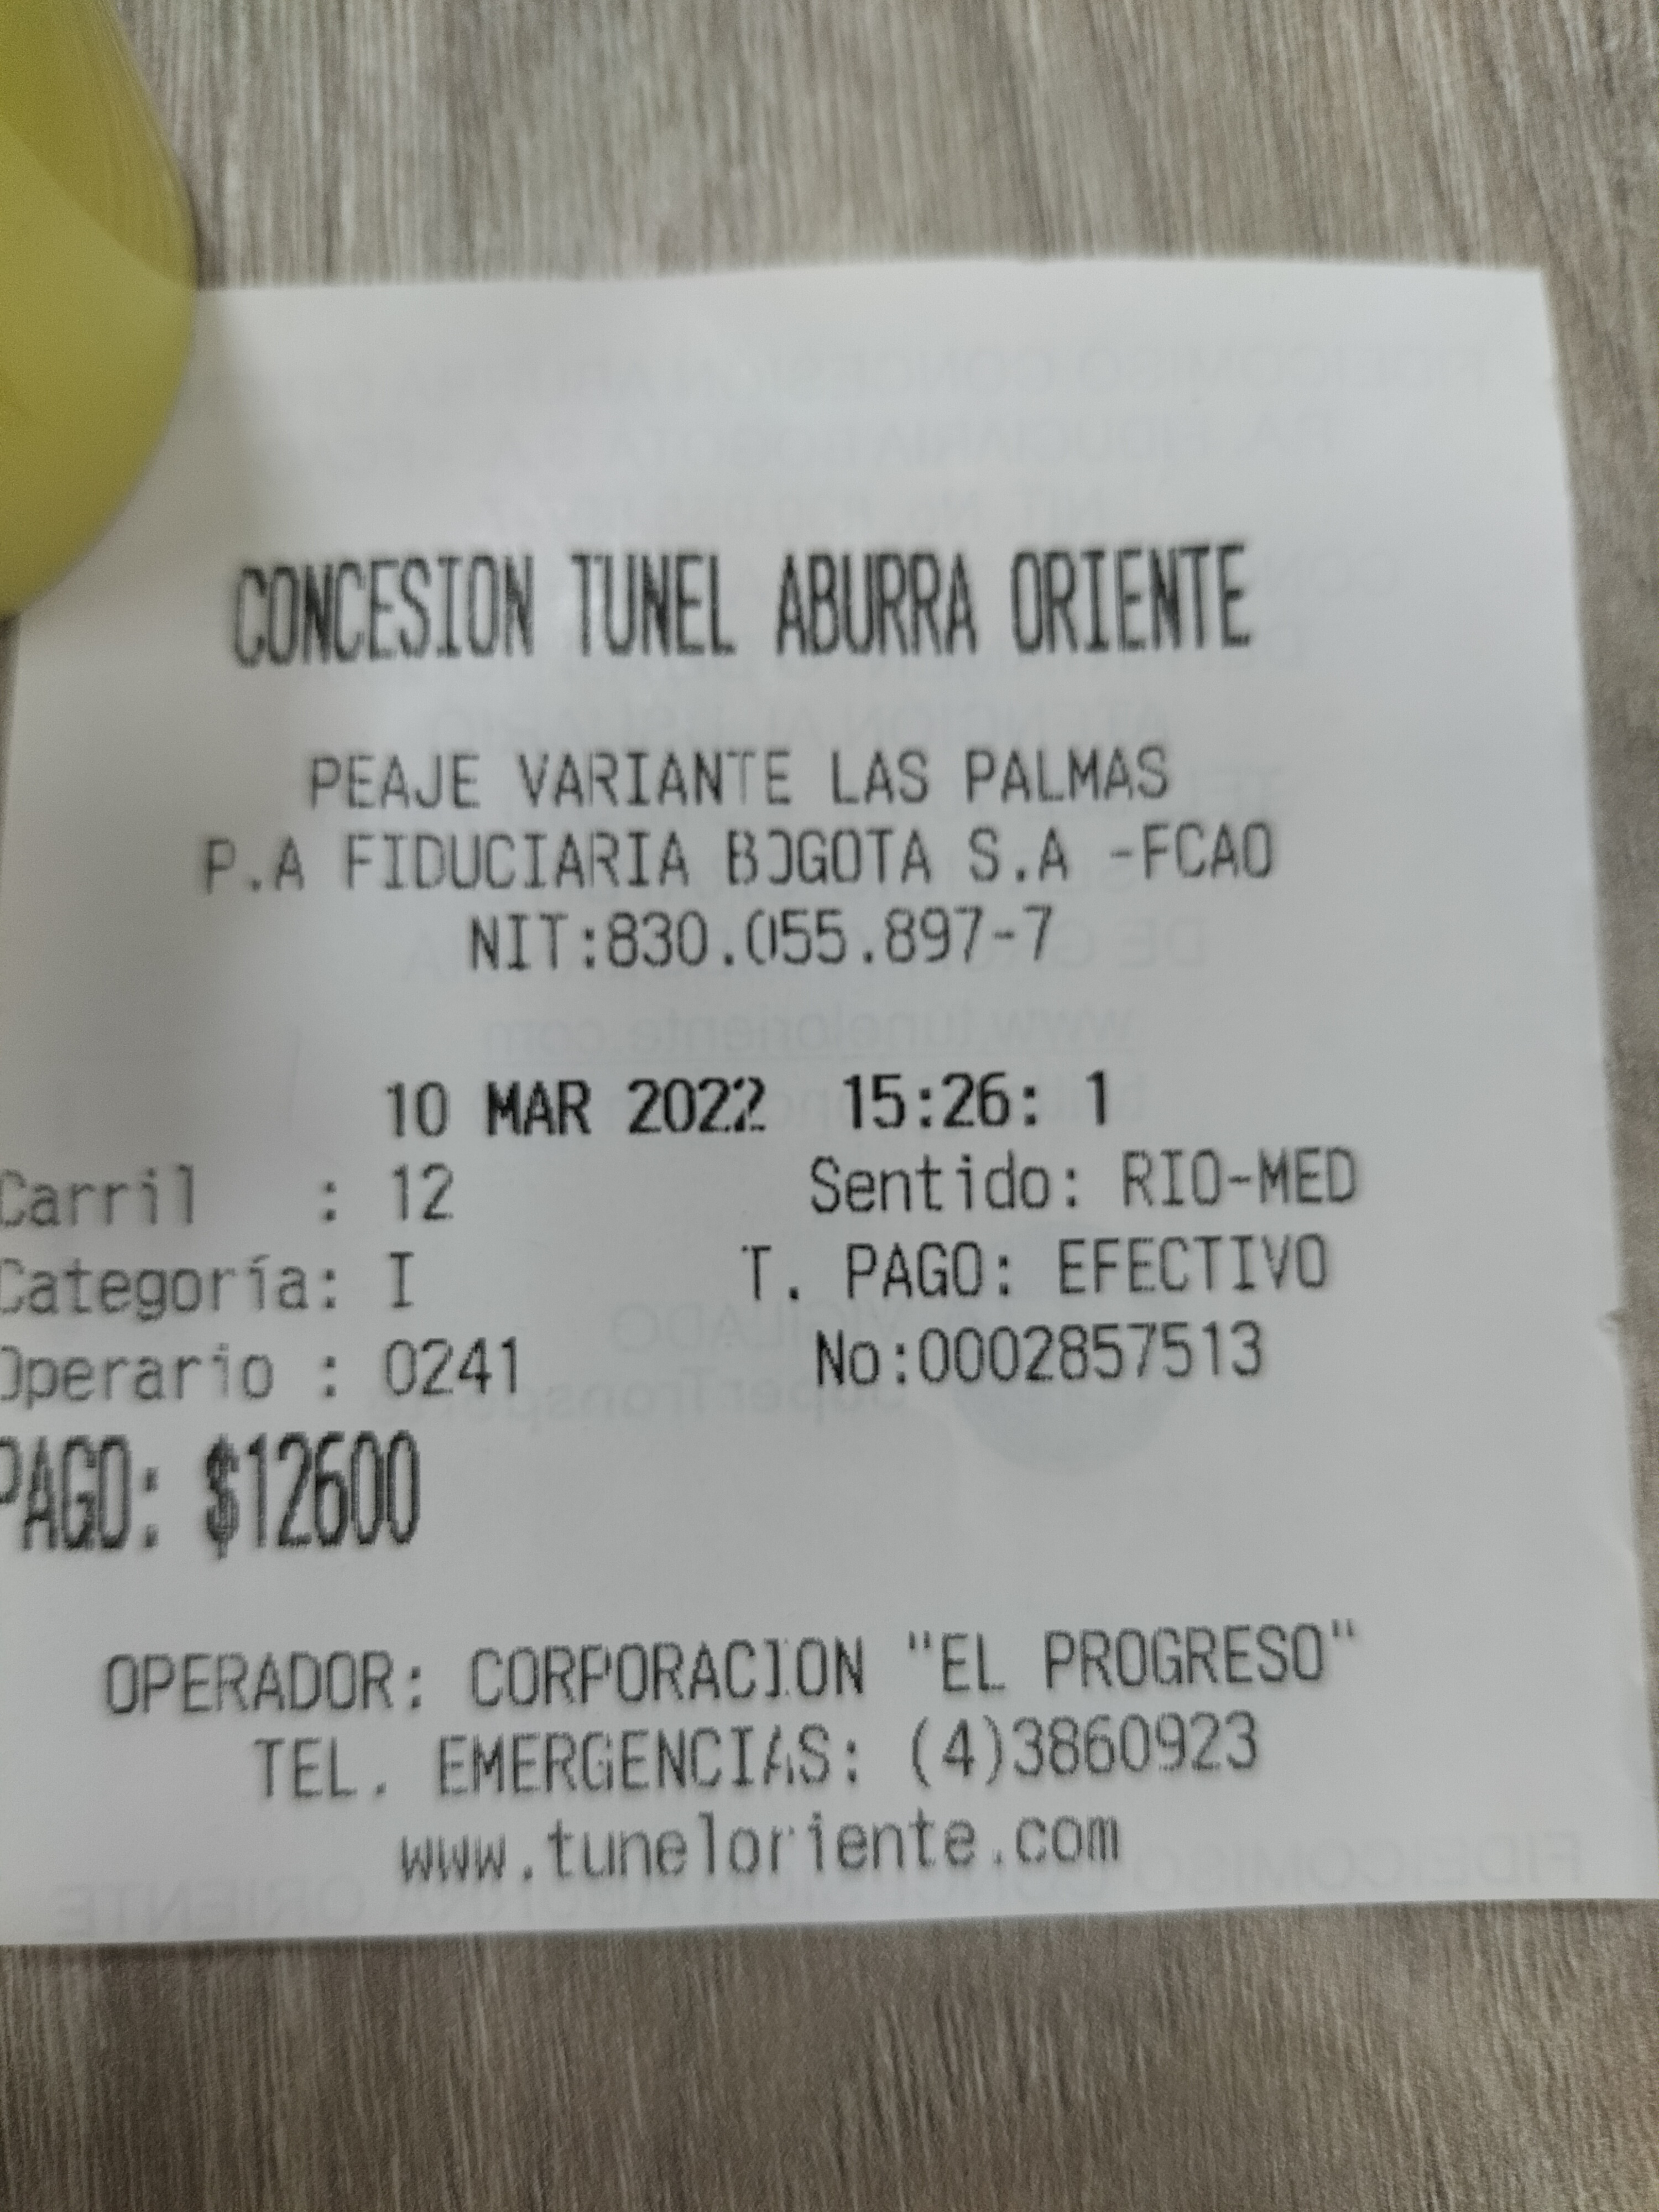 CONCESION TUNEL ABURRA ORIENTE
PEAJE VARIANTE LAS PALMAS
P.A FIDUCIARIA BOGOTA S.A -FCAO
NIT:830.055.897-7
10 MAR 2022 15:26: 1
Carril : 12 Sentido: RIO-MED
Categoría: I T. PAGO: EFECTIVO
Operario : 0241 No:0002857513
PAGO: $12600
OPERADOR: CORPORACION "EL PROGRESO"
TEL. EMERGENCIAS: (4)3860923
www.tuneloriente.com